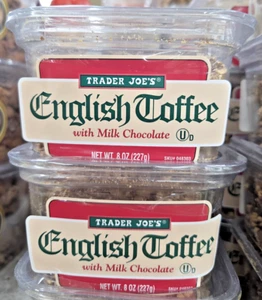 TRADER JOE'S®
English Toffee
with Milk Chocolate Ⓤ D
NET WT. 8 OZ (227g)
TRADER JOE'S®
English Toffee
with Milk Chocolate Ⓤ D
NET WT. 8 OZ (227g)